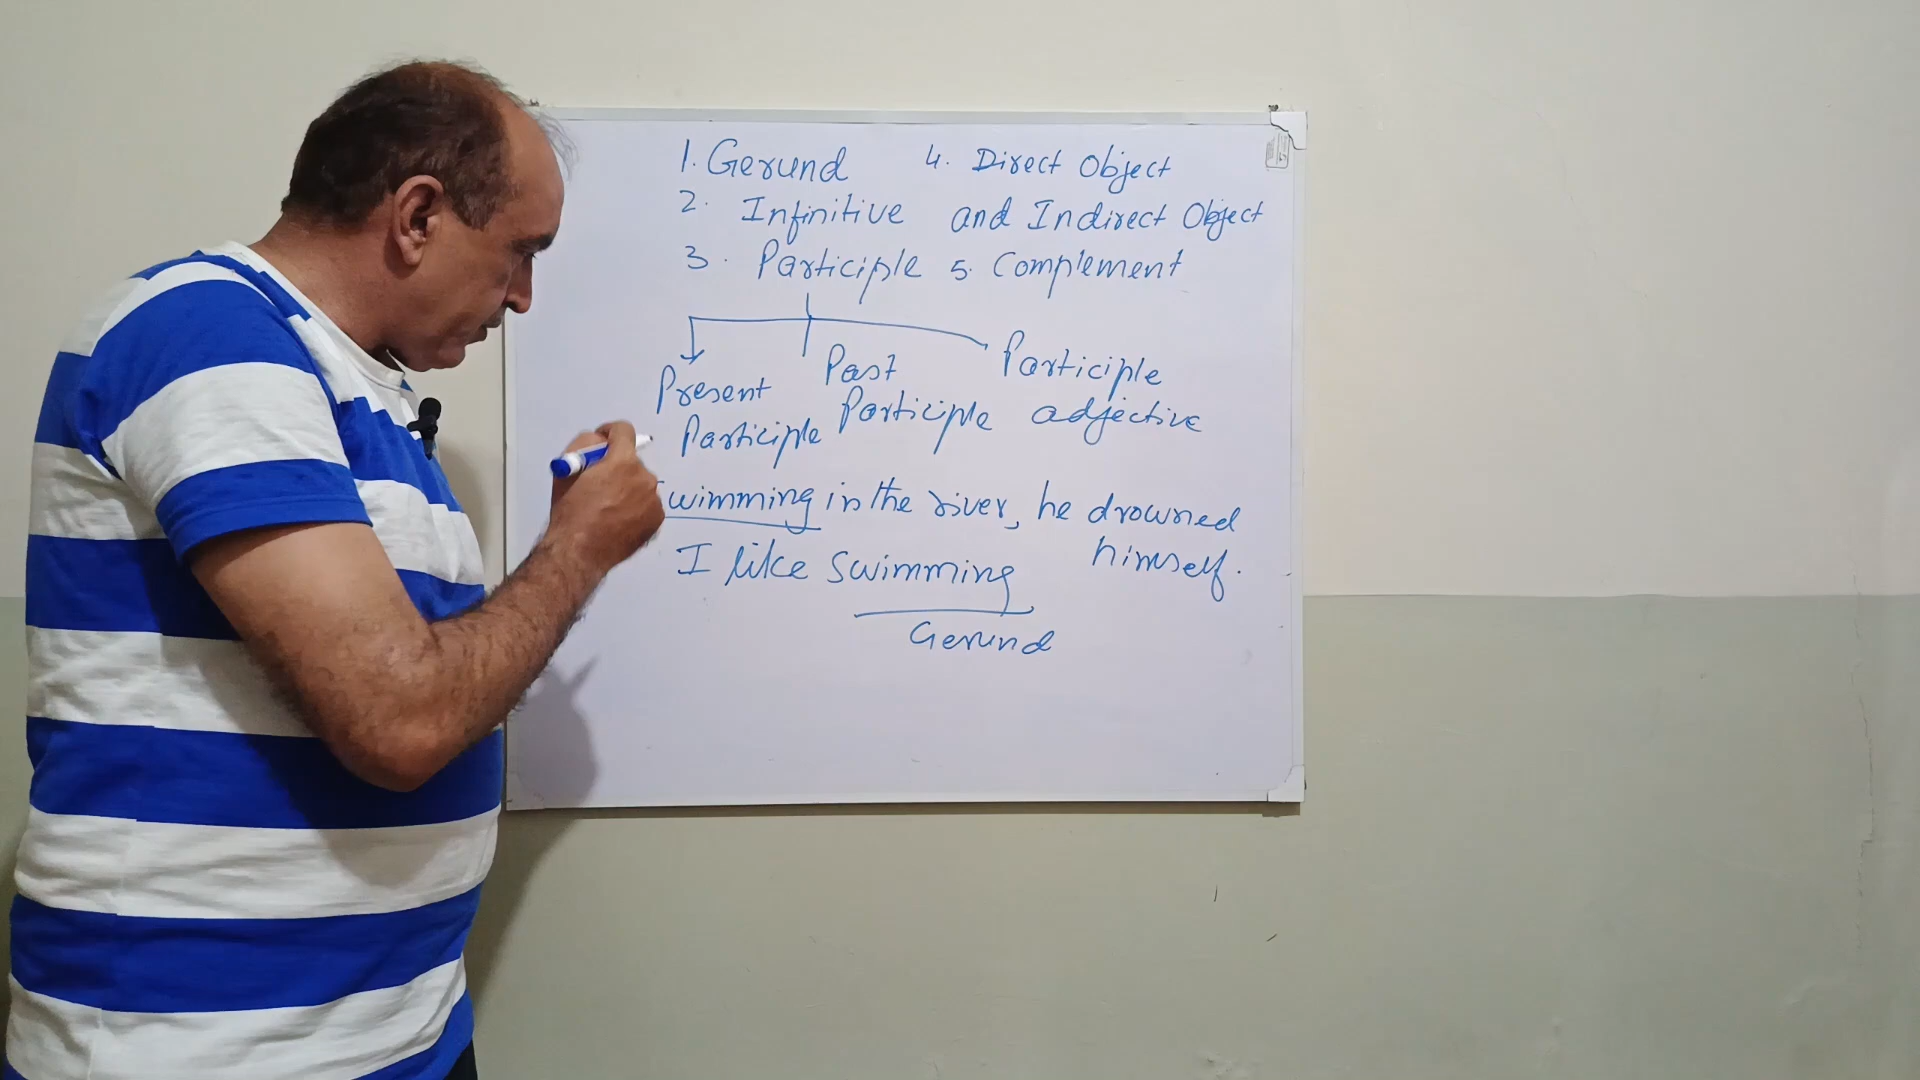 1. Gerund 4. Direct Object
2. Infinitive and Indirect Object
3. Participle 5. Complement
Present Participle
Past Participle
Participle adjective
Swimming in the river, he drowned himself.
I like swimming
Gerund